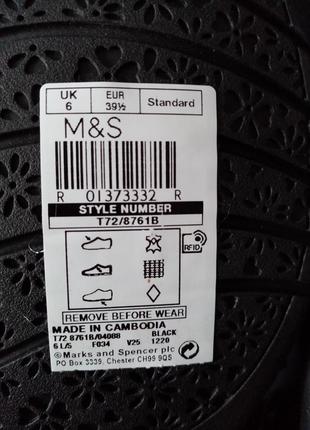 UK EUR Standard
6 39½
M&S
R 01373332 R
STYLE NUMBER
T72/8761B
RFID
REMOVE BEFORE WEAR
MADE IN CAMBODIA
T72 8761B/04088 BLACK
6 L/S F034 V25 1220
©Marks and Spencer plc
PO Box 3339, Chester CH99 9QS